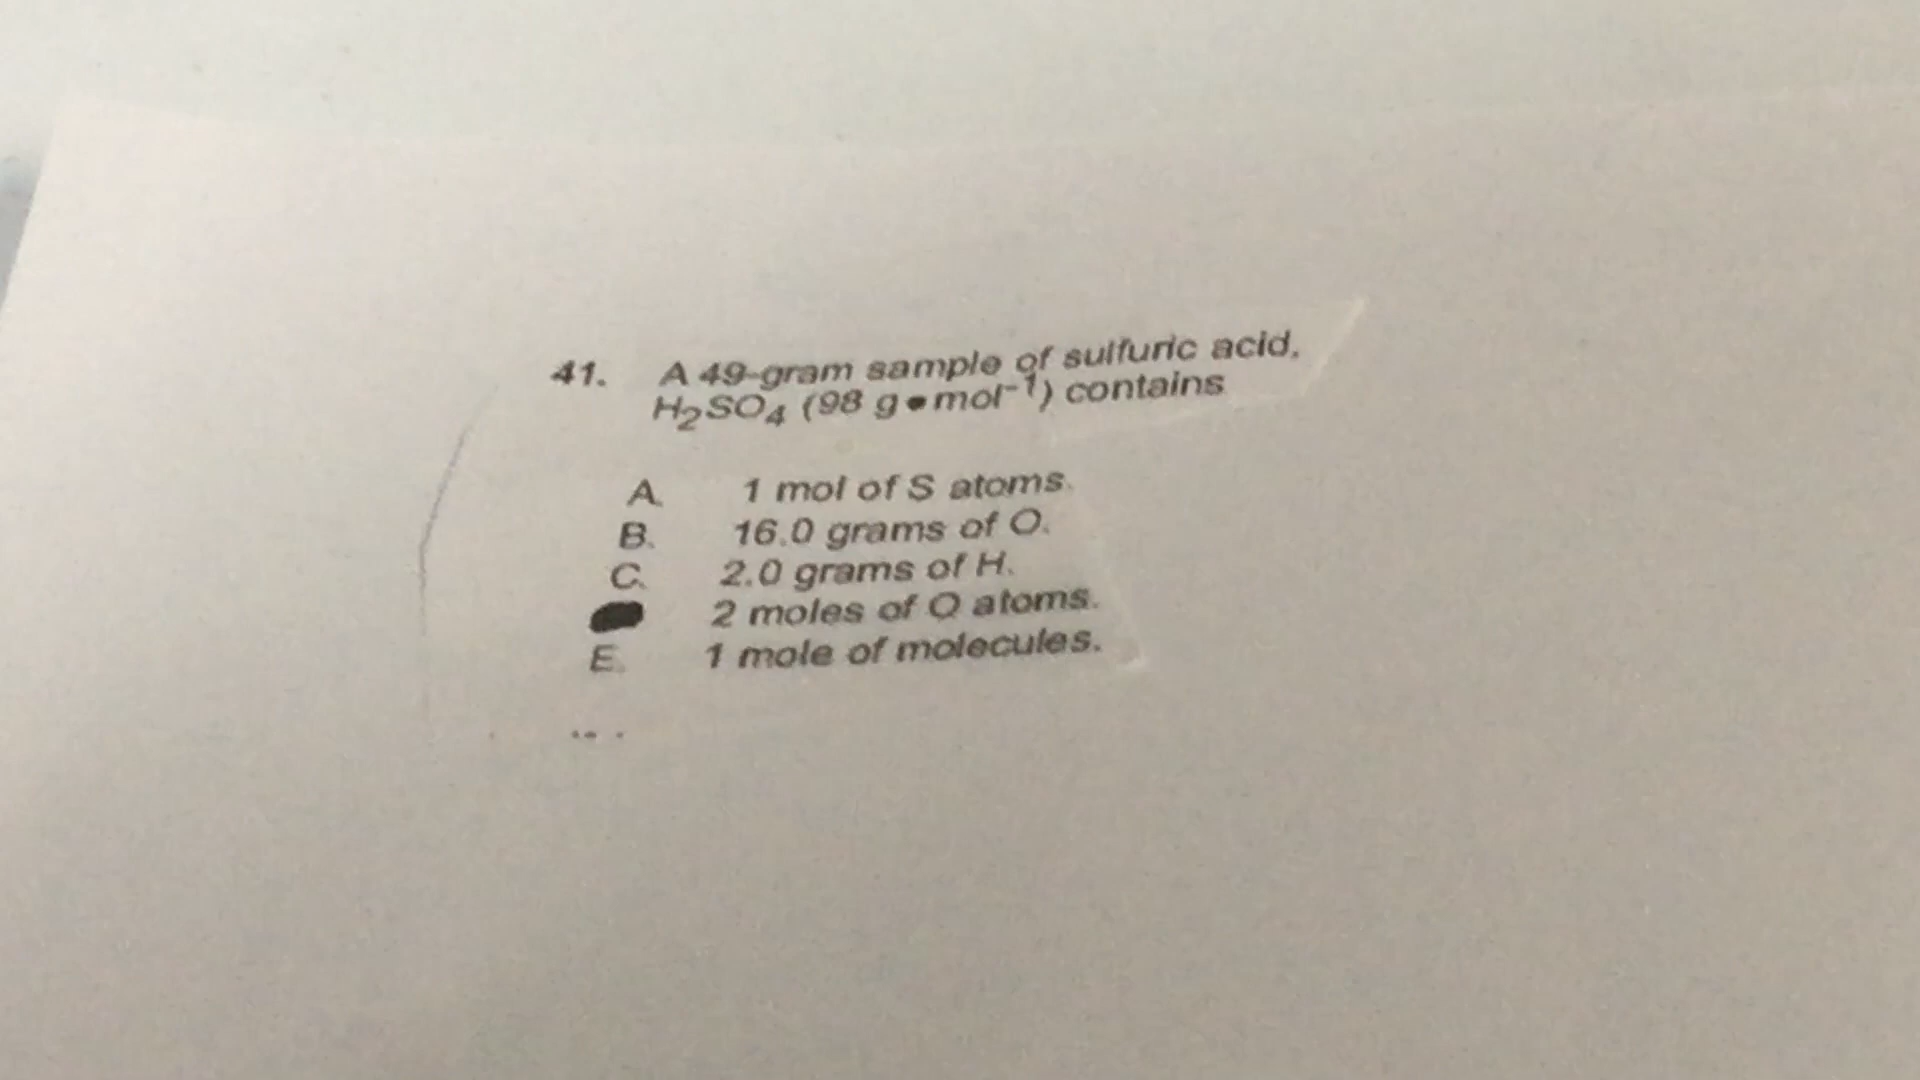 41. A 49-gram sample of sulfuric acid,
H₂SO₄ (98 g•mol⁻¹) contains
A. 1 mol of S atoms.
B. 16.0 grams of O.
C. 2.0 grams of H.
2 moles of O atoms.
E. 1 mole of molecules.